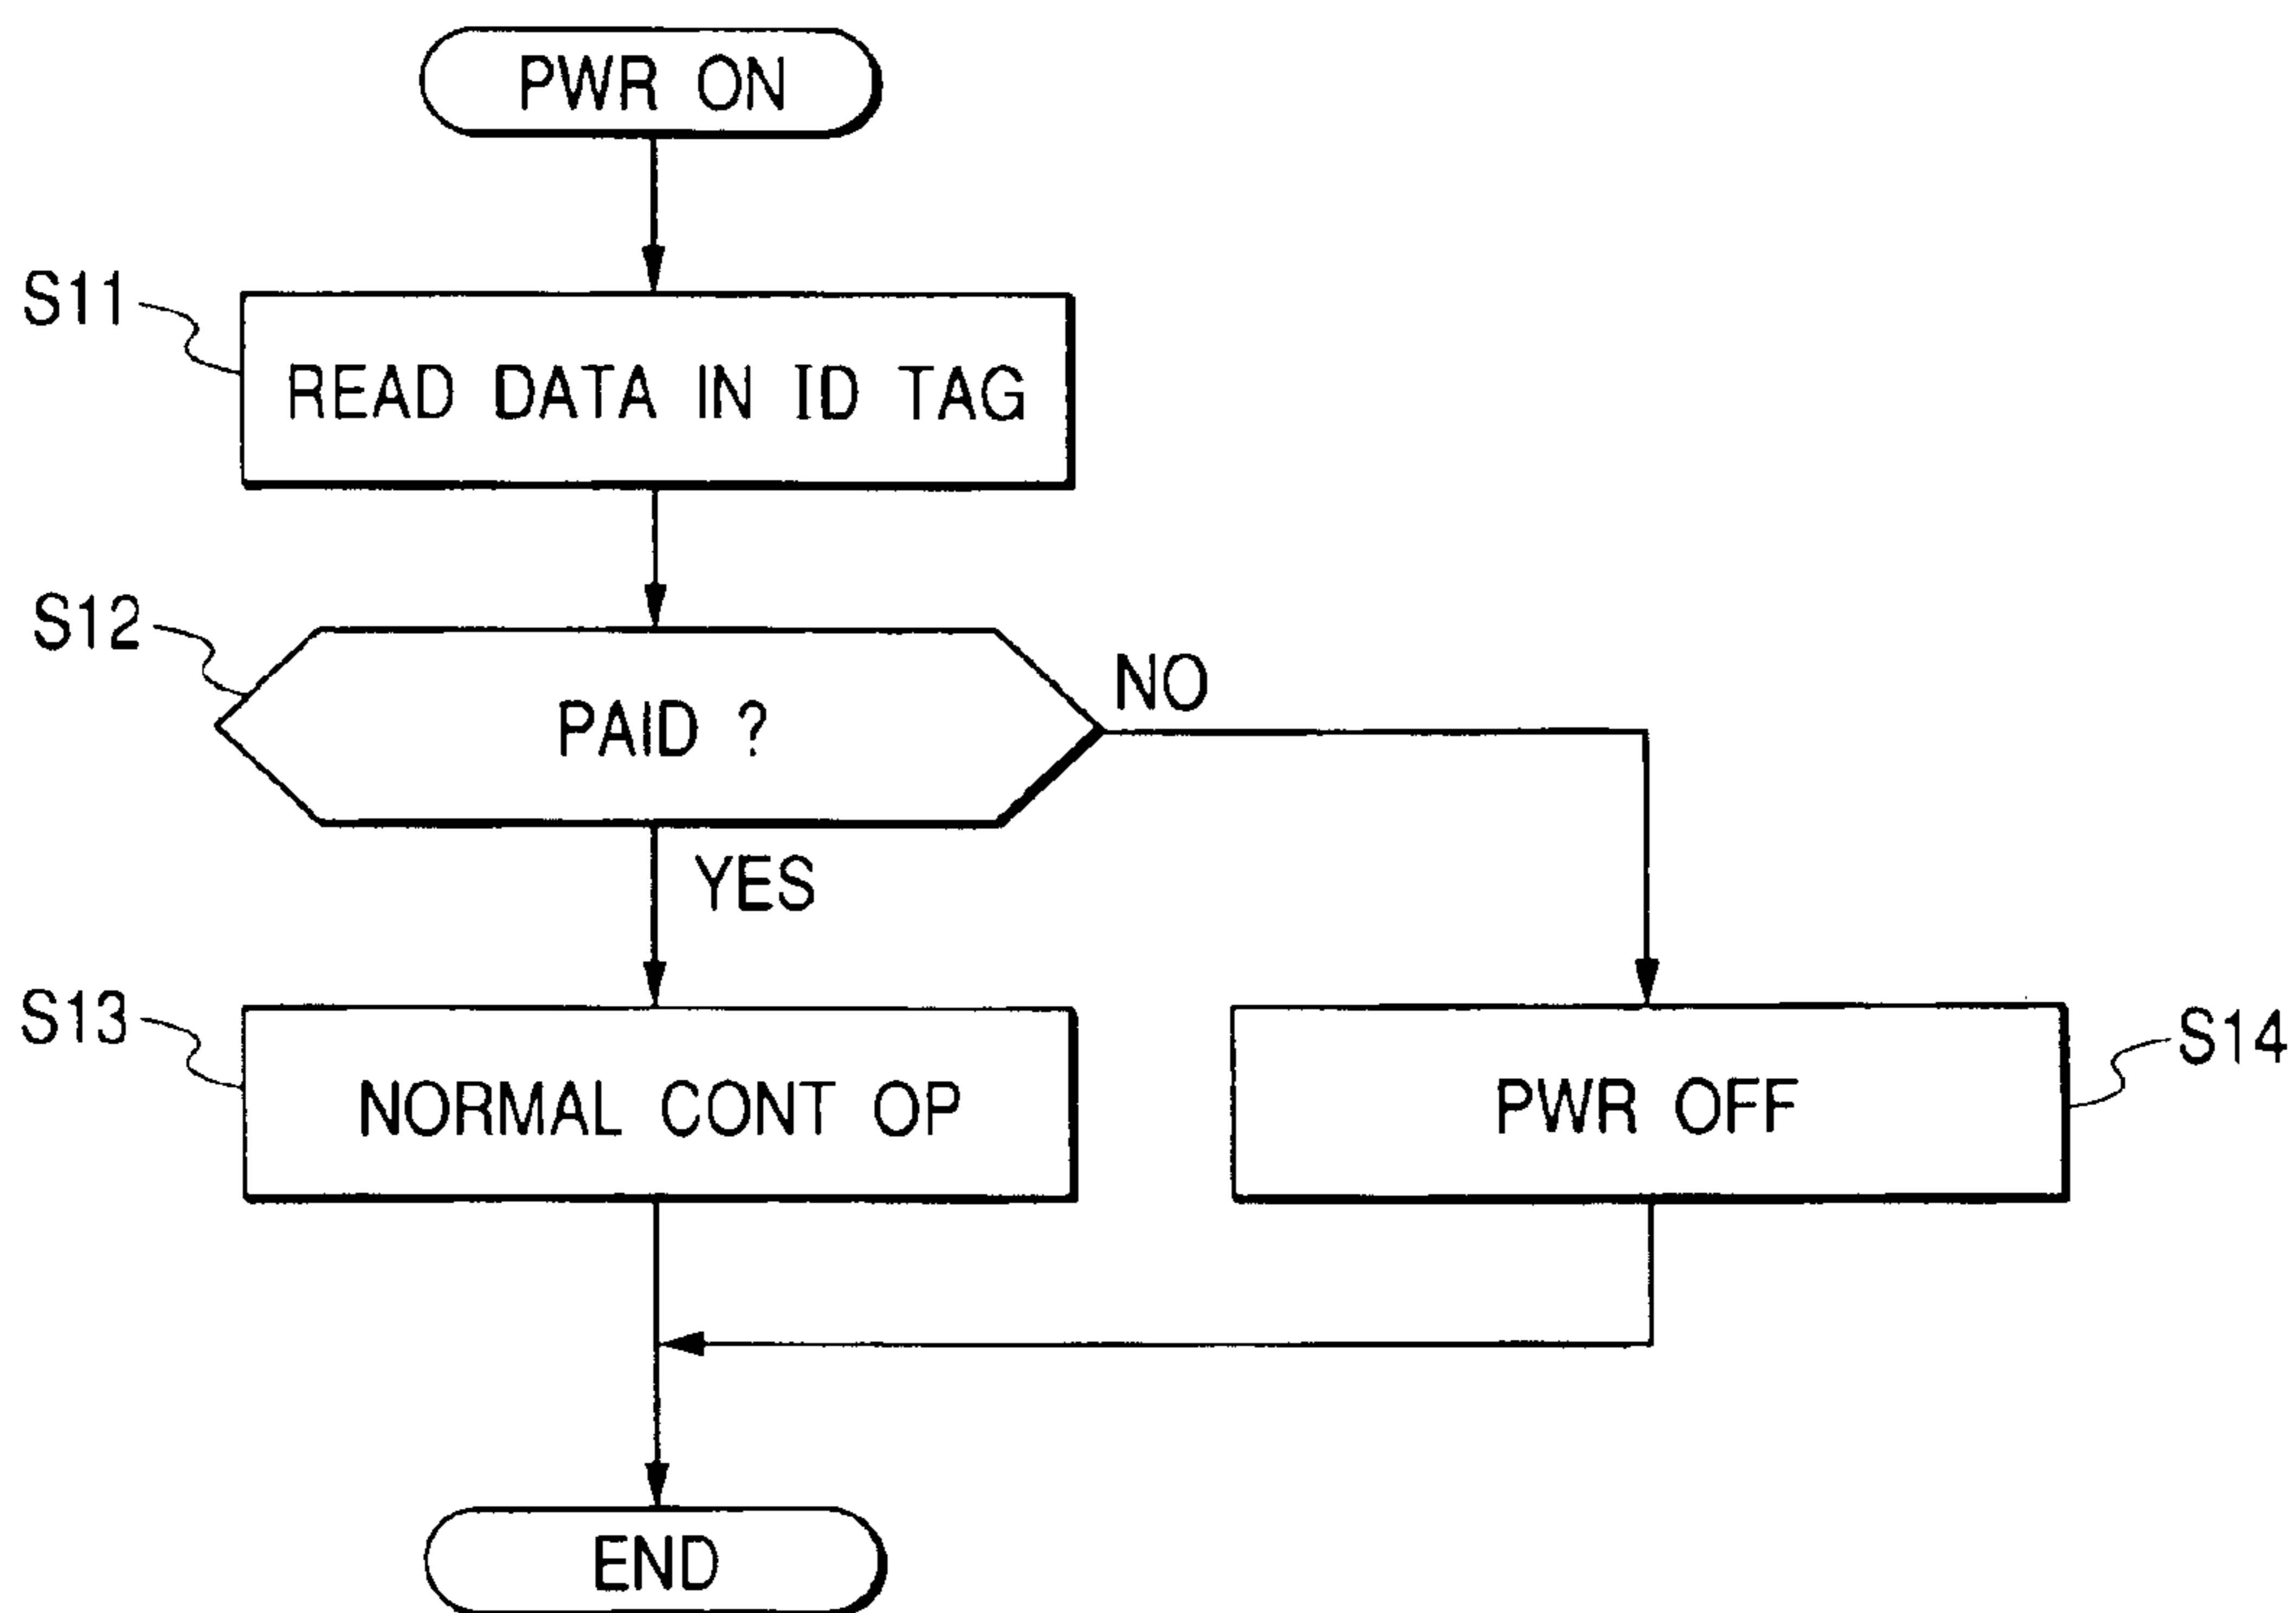 PWR ON
S11
READ DATA IN ID TAG
S12
PAID ?
NO
YES
S13
NORMAL CONT OP
PWR OFF
S14
END